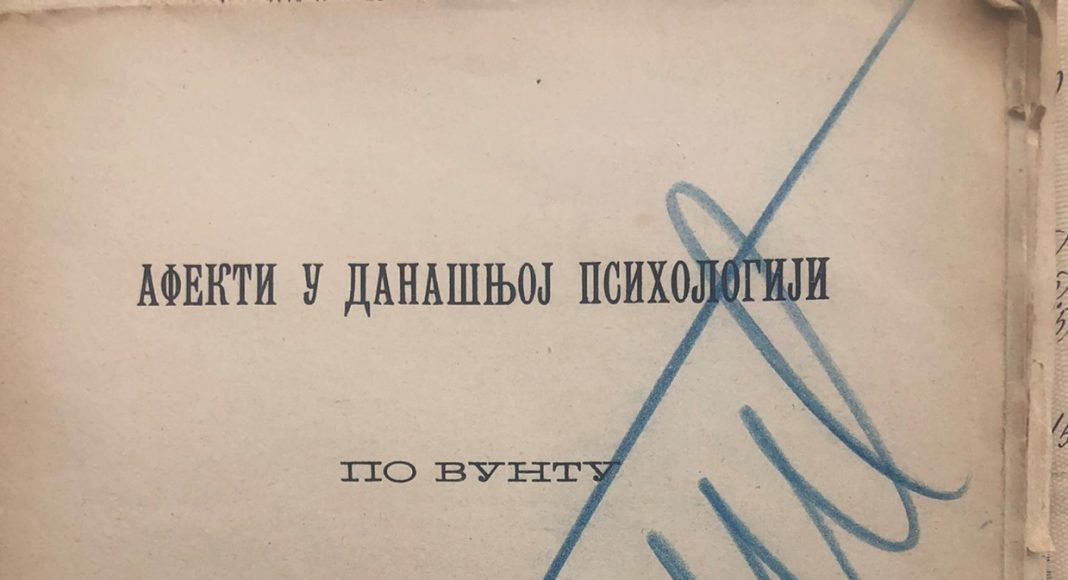 АФЕКТИ У ДАНАШЊОЈ ПСИХОЛОГИЈИ
ПО ВУНТУ